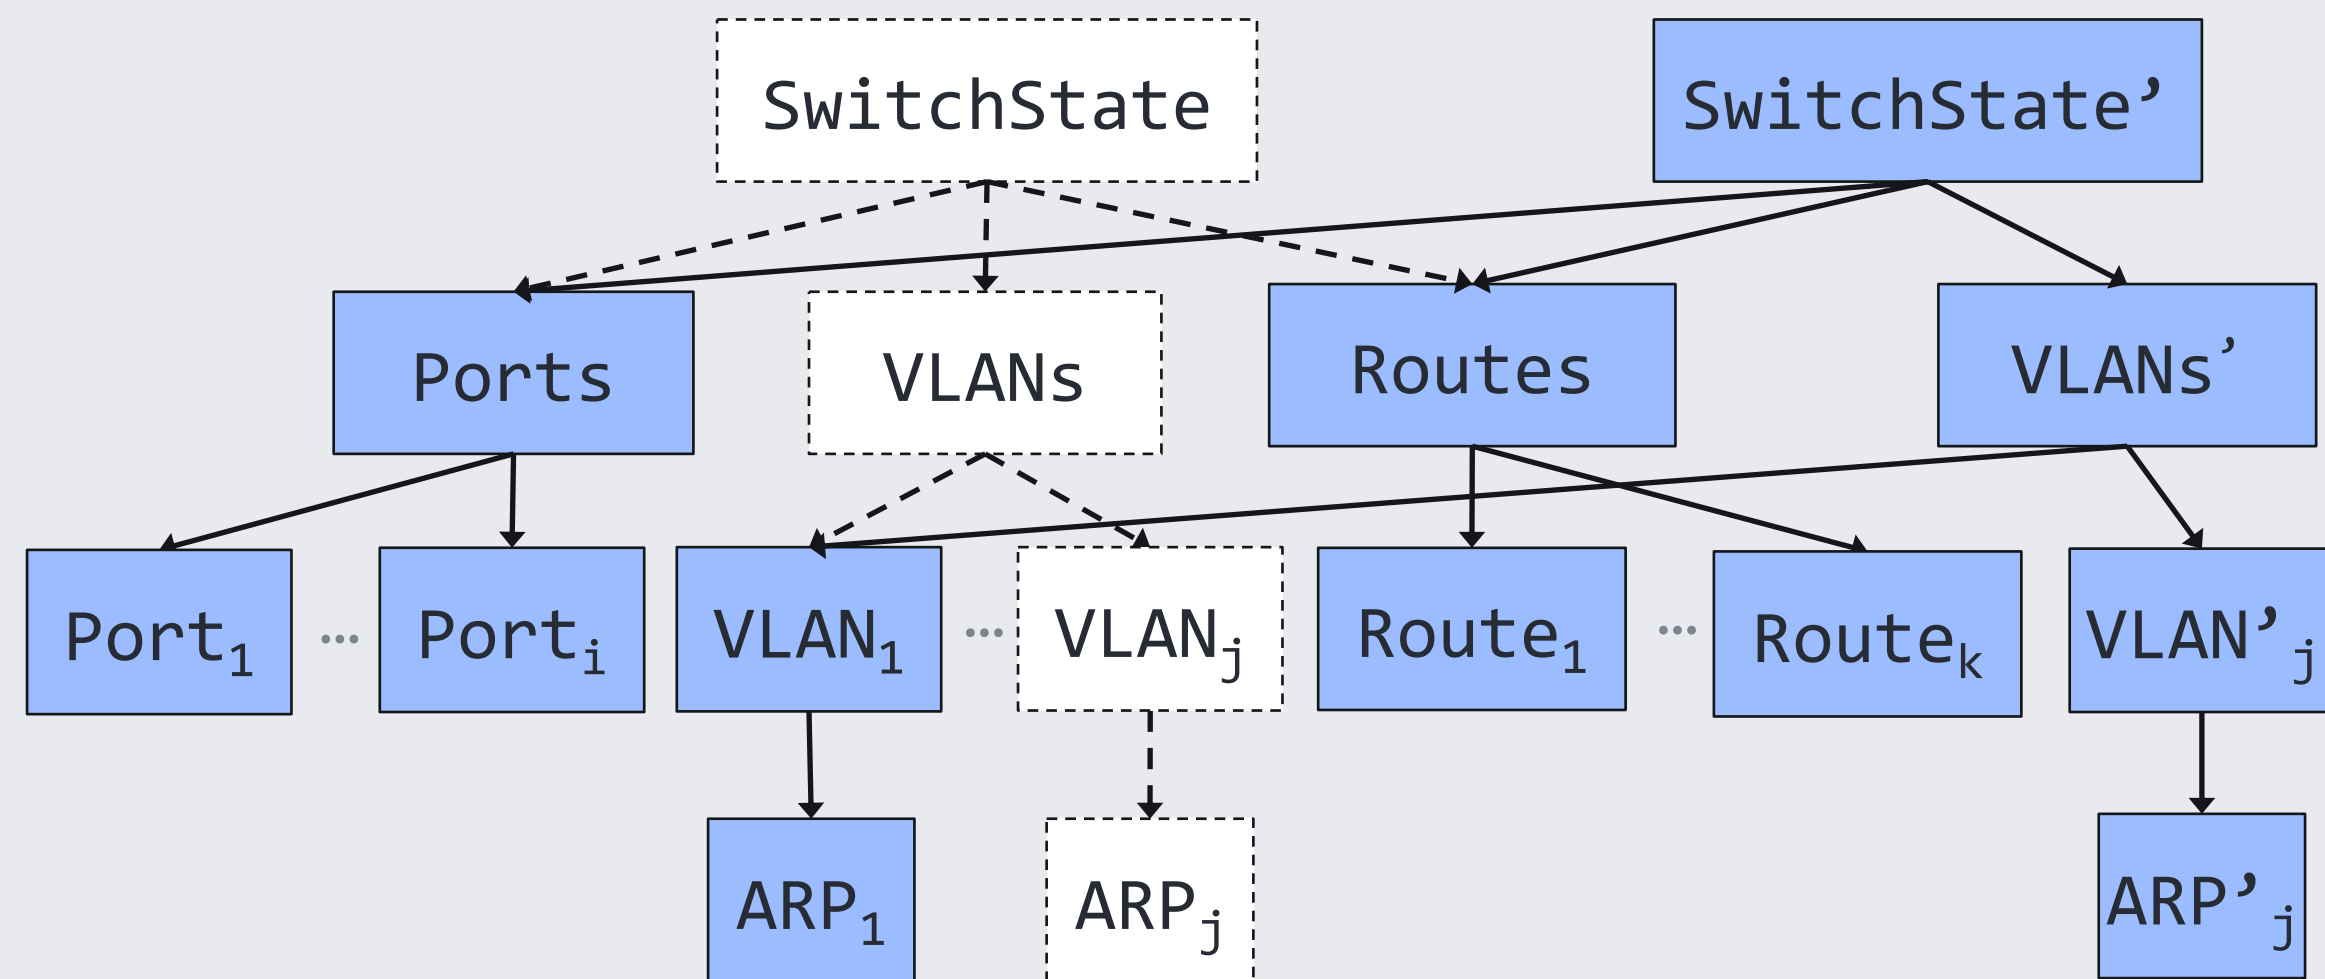 SwitchState
SwitchState’
Ports
VLANs
Routes
VLANs’
Port₁
...
Portᵢ
VLAN₁
...
VLANⱼ
Route₁
...
Routeₖ
VLAN’ⱼ
ARP₁
ARPⱼ
ARP’ⱼ